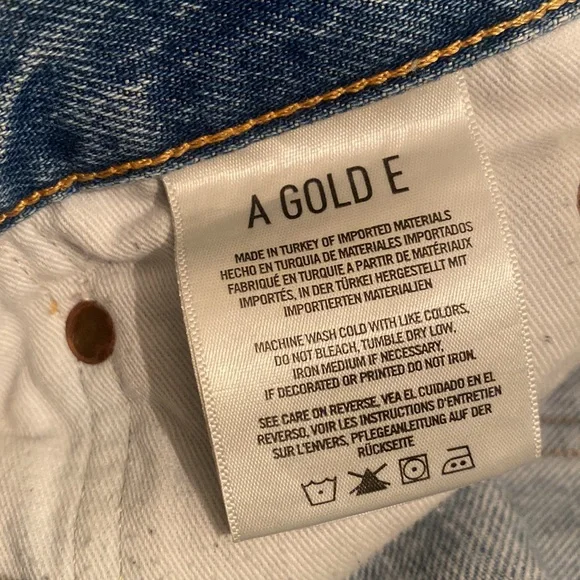 A GOLD E
MADE IN TURKEY OF IMPORTED MATERIALS
HECHO EN TURQUIA DE MATERIALES IMPORTADOS
FABRIQUÉ EN TURQUIE A PARTIR DE MATÉRIAUX
IMPORTÉS, IN DER TÜRKEI HERGESTELLT MIT
IMPORTIERTEN MATERIALIEN
MACHINE WASH COLD WITH LIKE COLORS,
DO NOT BLEACH, TUMBLE DRY LOW,
IRON MEDIUM IF NECESSARY,
IF DECORATED OR PRINTED DO NOT IRON.
SEE CARE ON REVERSE, VEA EL CUIDADO EN EL
REVERSO, VOIR LES INSTRUCTIONS D'ENTRETIEN
SUR L'ENVERS, PFLEGEANLEITUNG AUF DER
RÜCKSEITE